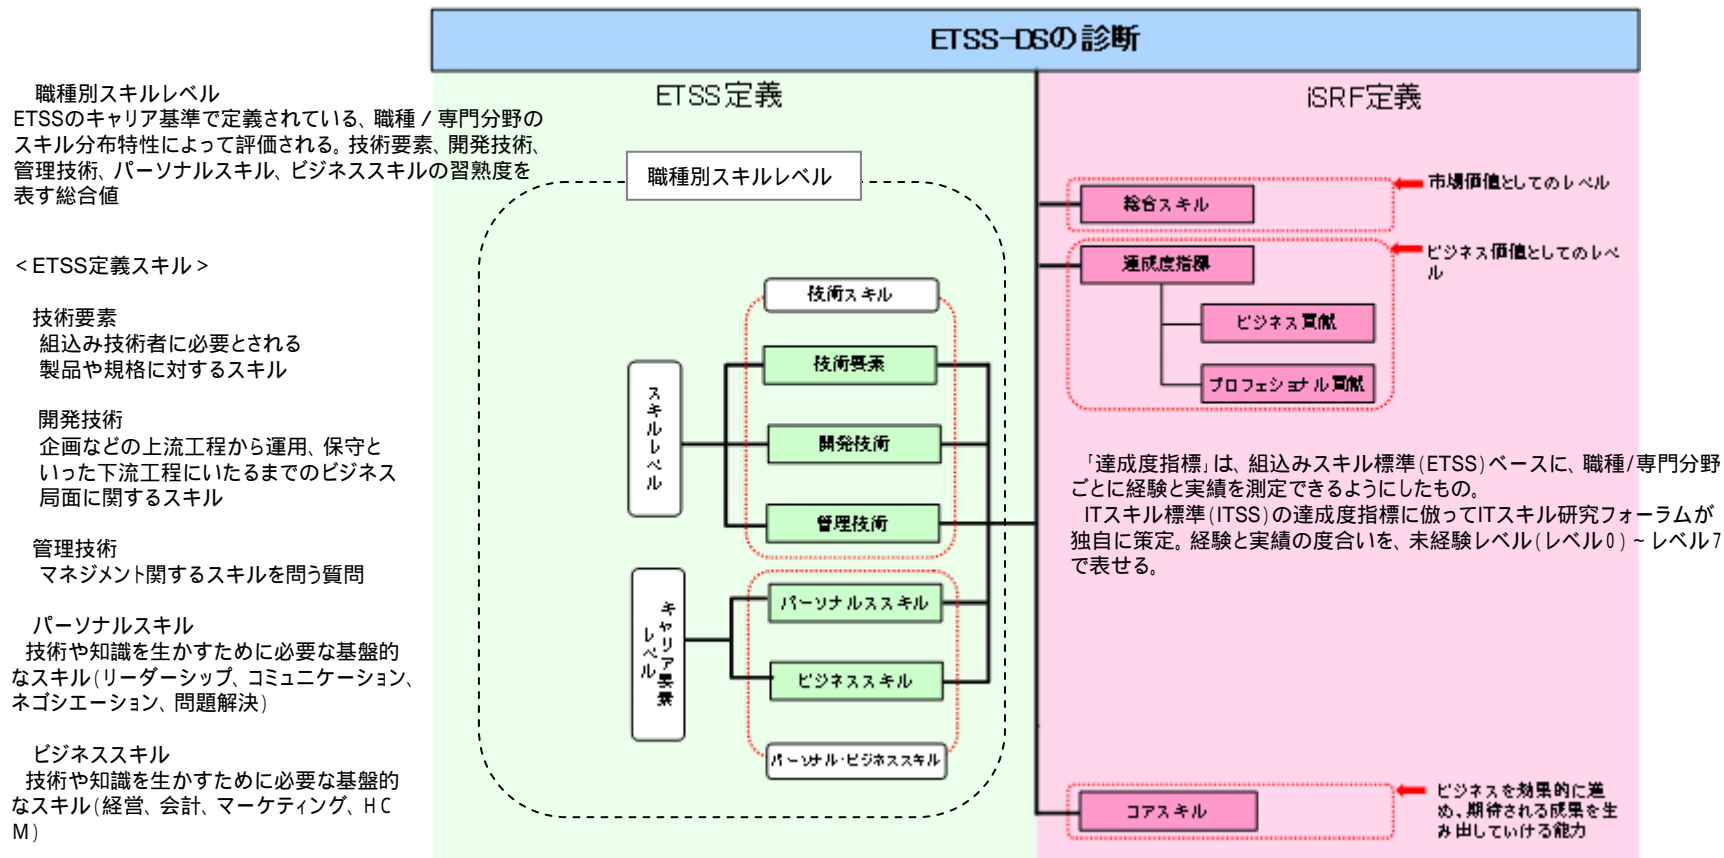 ETSS-DSの診断
ETSS定義
iSRF定義
職種別スキルレベル
ETSSのキャリア基準で定義されている、職種／専門分野の
スキル分布特性によって評価される。技術要素、開発技術、
管理技術、パーソナルスキル、ビジネススキルの習熟度を
表す総合値
＜ETSS定義スキル＞
技術要素
組込み技術者に必要とされる
製品や規格に対するスキル
開発技術
企画などの上流工程から運用、保守と
いった下流工程にいたるまでのビジネス
局面に関するスキル
管理技術
マネジメント関するスキルを問う質問
パーソナルスキル
技術や知識を生かすために必要な基盤的
なスキル(リーダーシップ、コミュニケーション、
ネゴシエーション、問題解決)
ビジネススキル
技術や知識を生かすために必要な基盤的
なスキル(経営、会計、マーケティング、HC
M)
職種別スキルレベル
技術スキル
技術要素
開発技術
管理技術
スキルレベル
キャリア要素
レベル
パーソナルススキル
ビジネススキル
パーソナル・ビジネススキル
総合スキル
市場価値としてのレベル
達成度指標
ビジネス価値としてのレベ
ル
ビジネス貢献
プロフェショナル貢献
「達成度指標」は、組込みスキル標準(ETSS)ベースに、職種/専門分野
ごとに経験と実績を測定できるようにしたもの。
ITスキル標準(ITSS)の達成度指標に倣ってITスキル研究フォーラムが
独自に策定。経験と実績の度合いを、未経験レベル(レベル0)~レベル7
で表せる。
コアスキル
ビジネスを効果的に進
め、期待される成果を生
み出していける能力